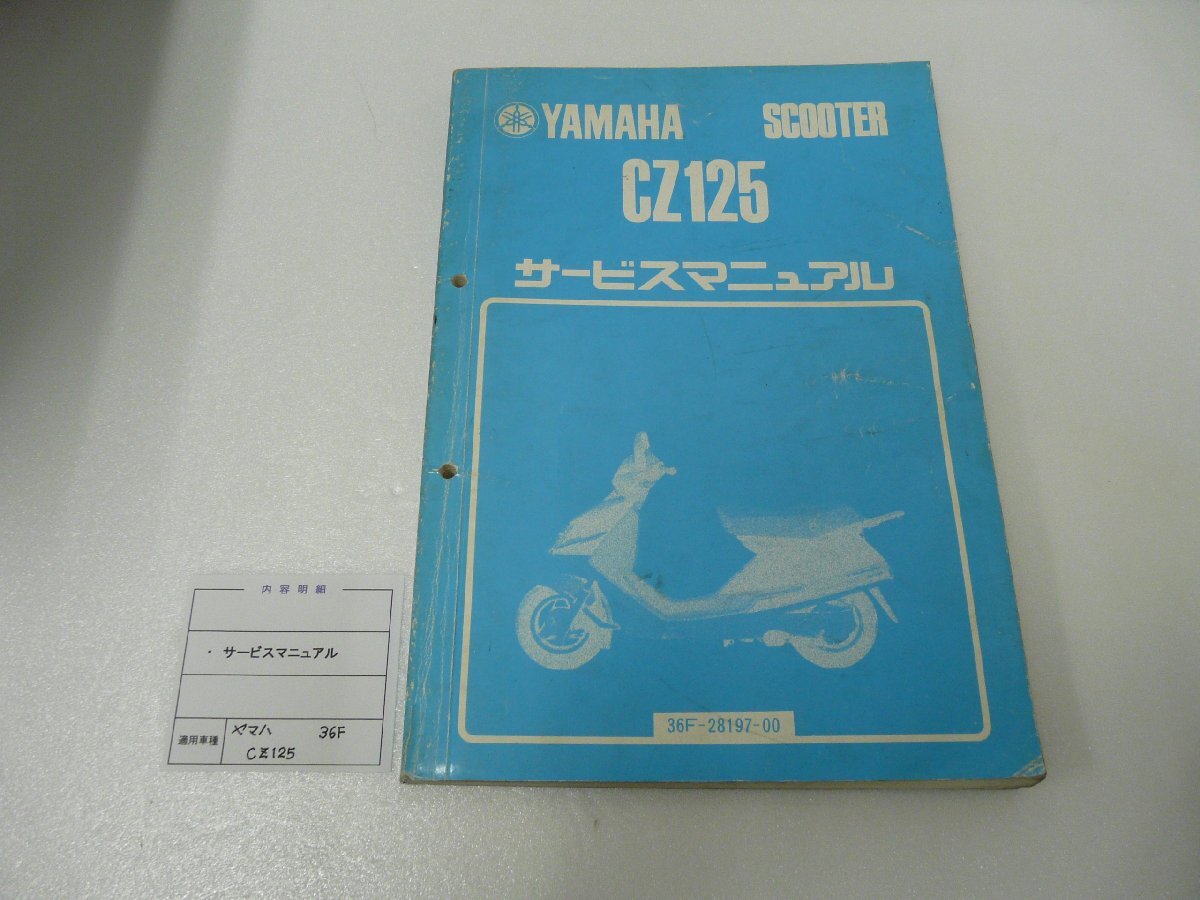 YAMAHA SCOOTER
CZ125
サービスマニュアル
36F-28197-00
内容明細
・サービスマニュアル
適用車種 ヤマハ 36F
CZ125